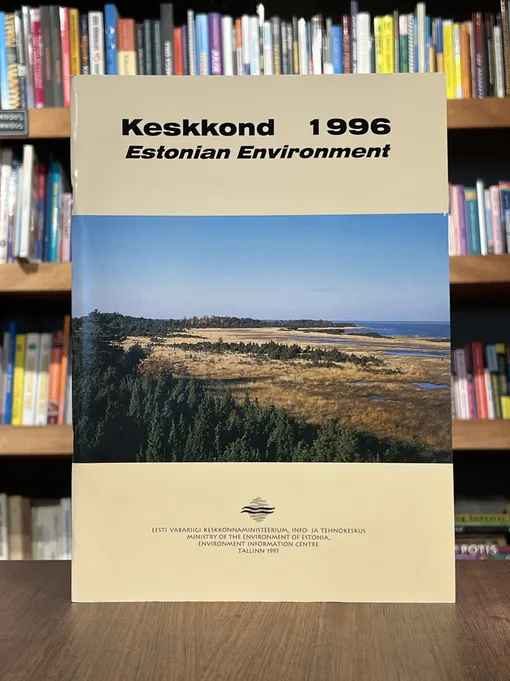 Keskkond 1996
Estonian Environment
EESTI VABARIIGI KESKKONNAMINISTEERIUM, INFO- JA TEHNOKESKUS
MINISTRY OF THE ENVIRONMENT OF ESTONIA,
ENVIRONMENT INFORMATION CENTRE
TALLINN 1997